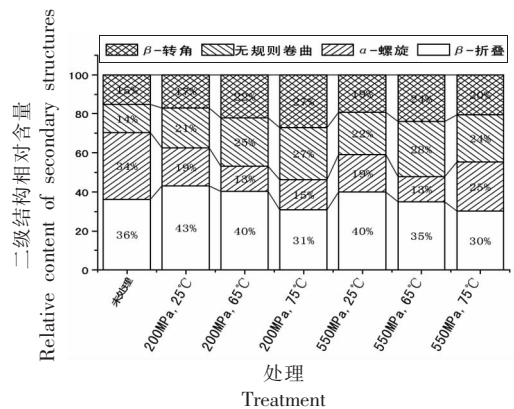 β-转角 无规则卷曲 α-螺旋 β-折叠
二级结构相对含量
Relative content of secondary structures
100
80
60
40
20
0
15% 17% 22% 27% 19% 24% 20%
14% 21% 25% 27% 22% 28% 24%
34% 19% 13% 15% 19% 13% 25%
36% 43% 40% 31% 40% 35% 30%
未处理
200MPa, 25℃
200MPa, 65℃
200MPa, 75℃
550MPa, 25℃
550MPa, 65℃
550MPa, 75℃
处理
Treatment